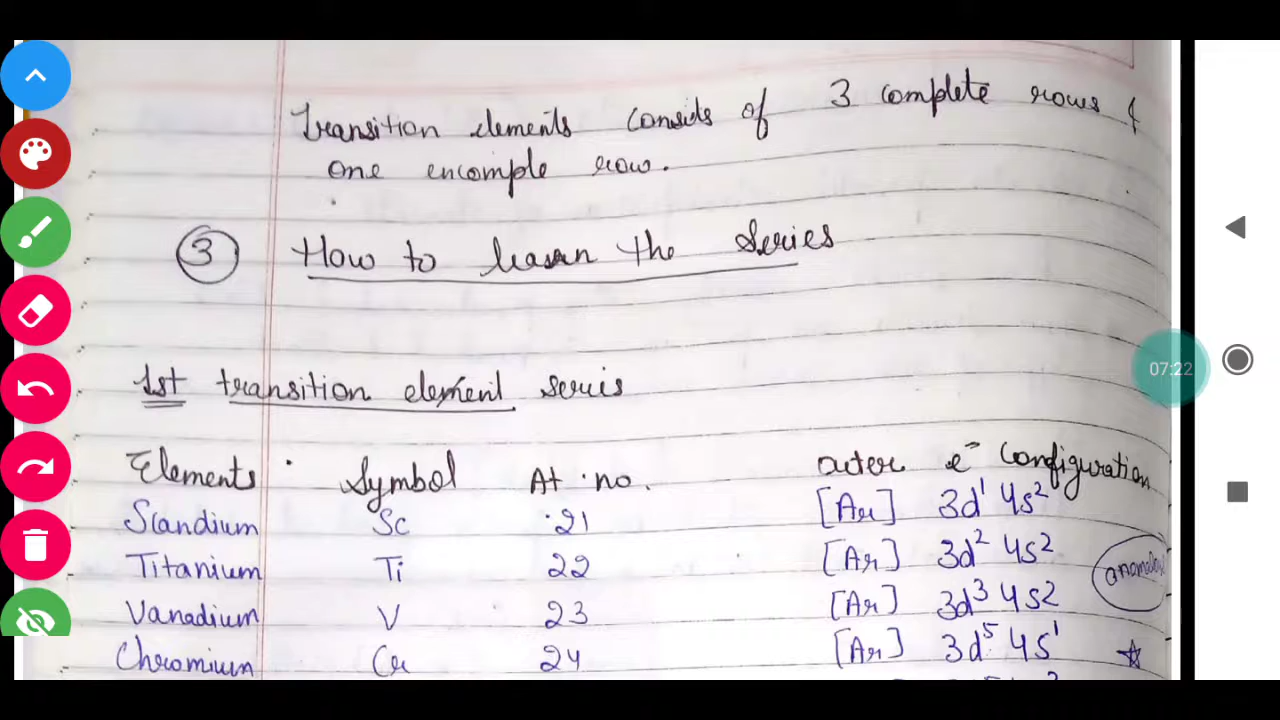 Transition elements consids of 3 complete rows &
one encomple row.
③ How to learn the Series
1st transition element series
07:22
Elements Symbol At. no. outer e⁻ configuration
Scandium Sc 21 [Ar] 3d¹ 4s²
Titanium Ti 22 [Ar] 3d² 4s²
Vanadium V 23 [Ar] 3d³ 4s²
Chromium Cr 24 [Ar] 3d⁵ 4s¹